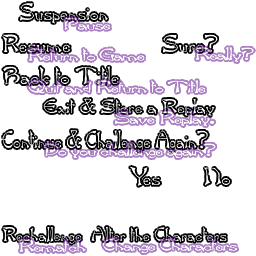 Suspension
Pause
Resume Sure?
Return to Game Really?
Back to Title
Quit and Return to Title
Exit & Store a Replay
Save Replay.
Continue & Challenge Again?
Do you challenge again?
Yes No
Rechallenge Alter the Characters
Rematch Change Characters